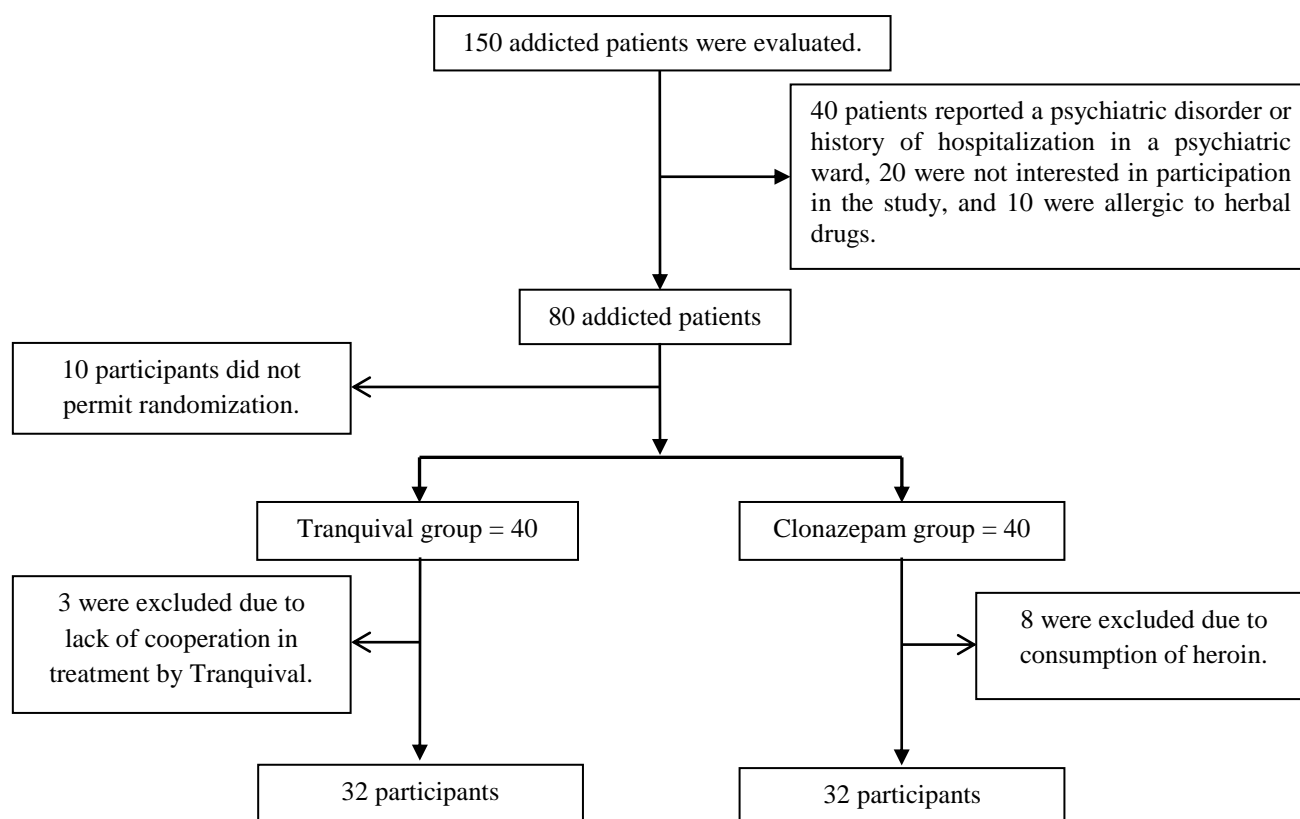 150 addicted patients were evaluated.
40 patients reported a psychiatric disorder or
history of hospitalization in a psychiatric
ward, 20 were not interested in participation
in the study, and 10 were allergic to herbal
drugs.
80 addicted patients
10 participants did not
permit randomization.
Tranquival group = 40
Clonazepam group = 40
3 were excluded due to
lack of cooperation in
treatment by Tranquival.
8 were excluded due to
consumption of heroin.
32 participants
32 participants